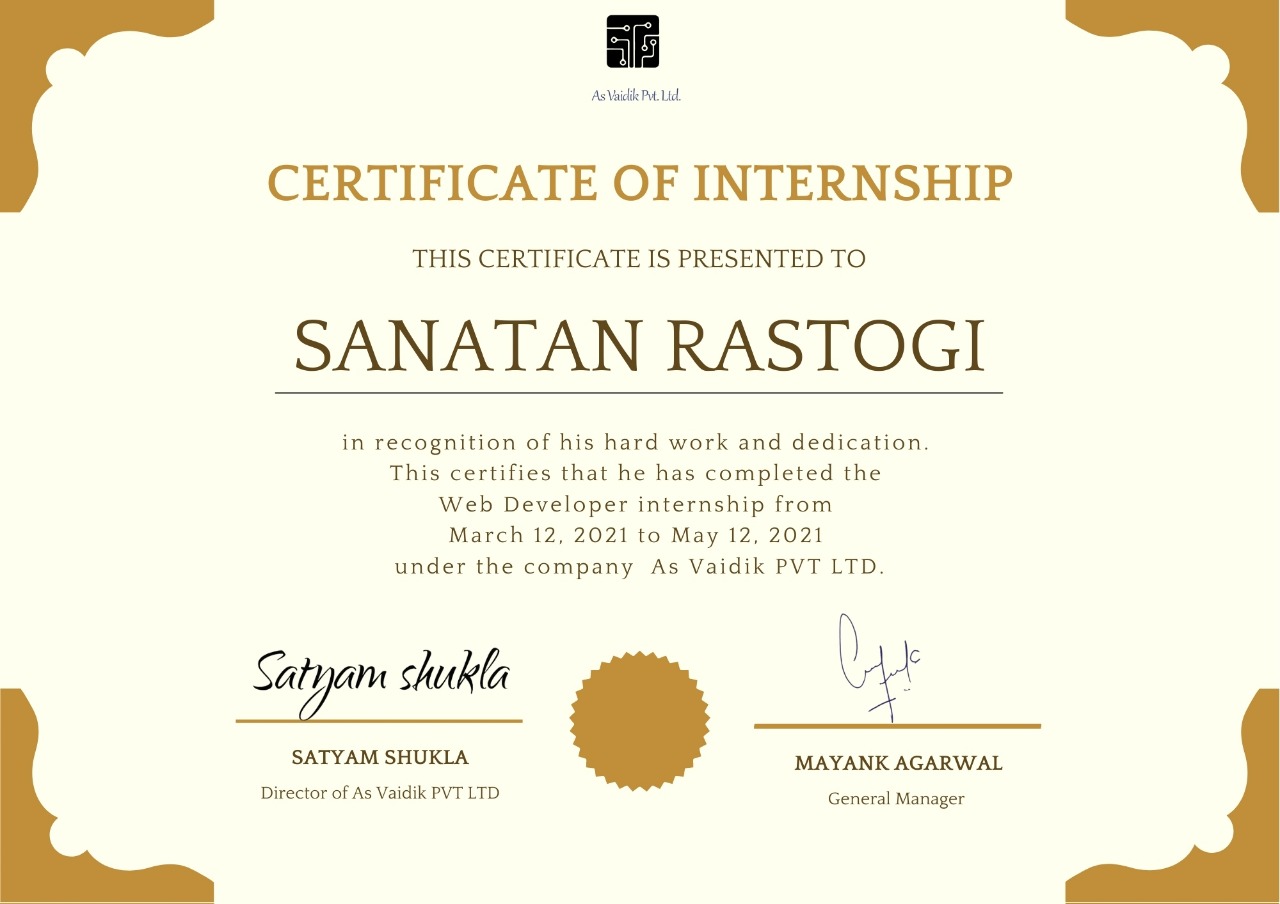 As Vaidik Pvt. Ltd.
CERTIFICATE OF INTERNSHIP
THIS CERTIFICATE IS PRESENTED TO
SANATAN RASTOGI
in recognition of his hard work and dedication.
This certifies that he has completed the
Web Developer internship from
March 12, 2021 to May 12, 2021
under the company As Vaidik PVT LTD.
Satyam shukla
SATYAM SHUKLA
Director of As Vaidik PVT LTD
MAYANK AGARWAL
General Manager